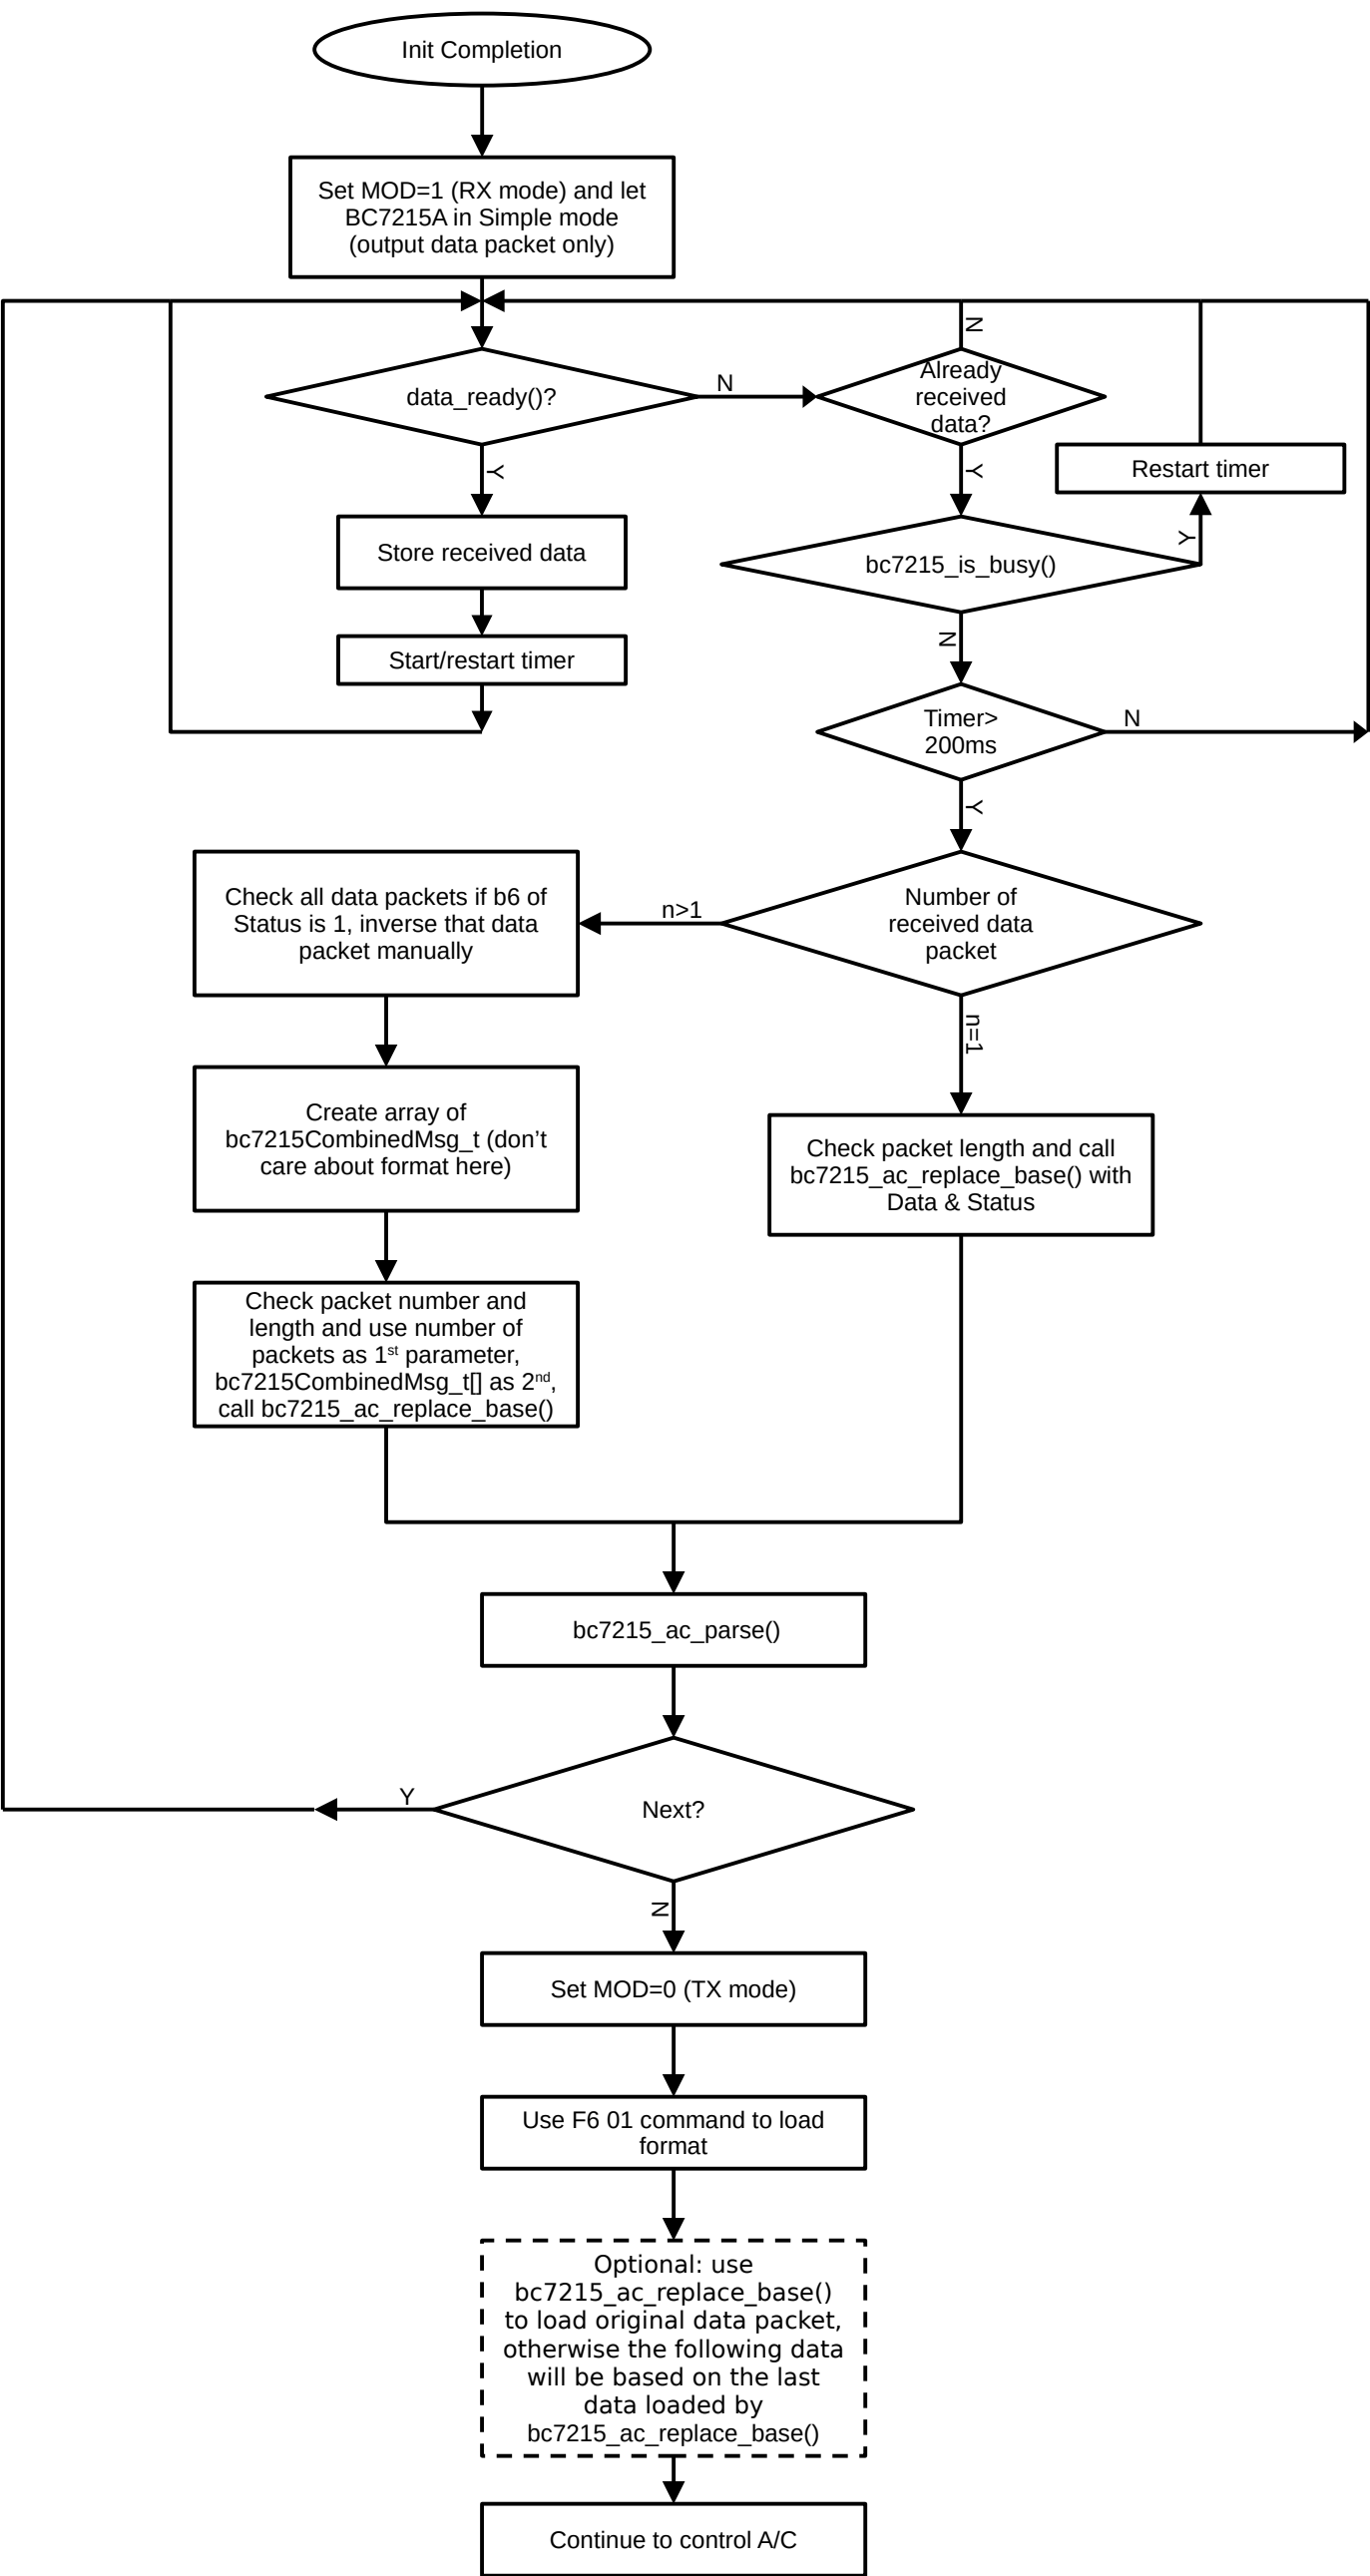 Init Completion
Set MOD=1 (RX mode) and let
BC7215A in Simple mode
(output data packet only)
N
data_ready()?
N
Already
received
data?
Y
Y
Restart timer
Store received data
Y
bc7215_is_busy()
N
Start/restart timer
Timer>
200ms
N
Y
Check all data packets if b6 of
Status is 1, inverse that data
packet manually
n>1
Number of
received data
packet
n=1
Create array of
bc7215CombinedMsg_t (don’t
care about format here)
Check packet length and call
bc7215_ac_replace_base() with
Data & Status
Check packet number and
length and use number of
packets as 1st parameter,
bc7215CombinedMsg_t[] as 2nd,
call bc7215_ac_replace_base()
bc7215_ac_parse()
Y
Next?
N
Set MOD=0 (TX mode)
Use F6 01 command to load
format
Optional: use
bc7215_ac_replace_base()
to load original data packet,
otherwise the following data
will be based on the last
data loaded by
bc7215_ac_replace_base()
Continue to control A/C